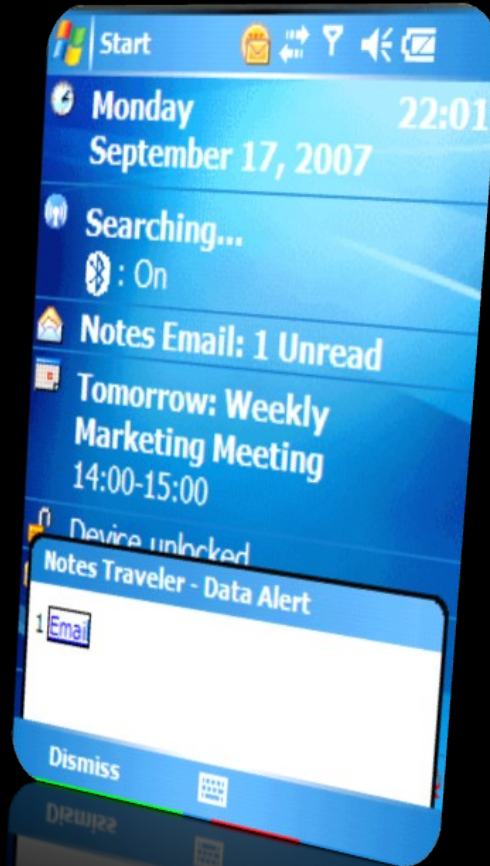 Start
Monday 22:01
September 17, 2007
Searching...
: On
Notes Email: 1 Unread
Tomorrow: Weekly
Marketing Meeting
14:00-15:00
Device unlocked
Notes Traveler - Data Alert
1 Email
Dismiss
Dismiss